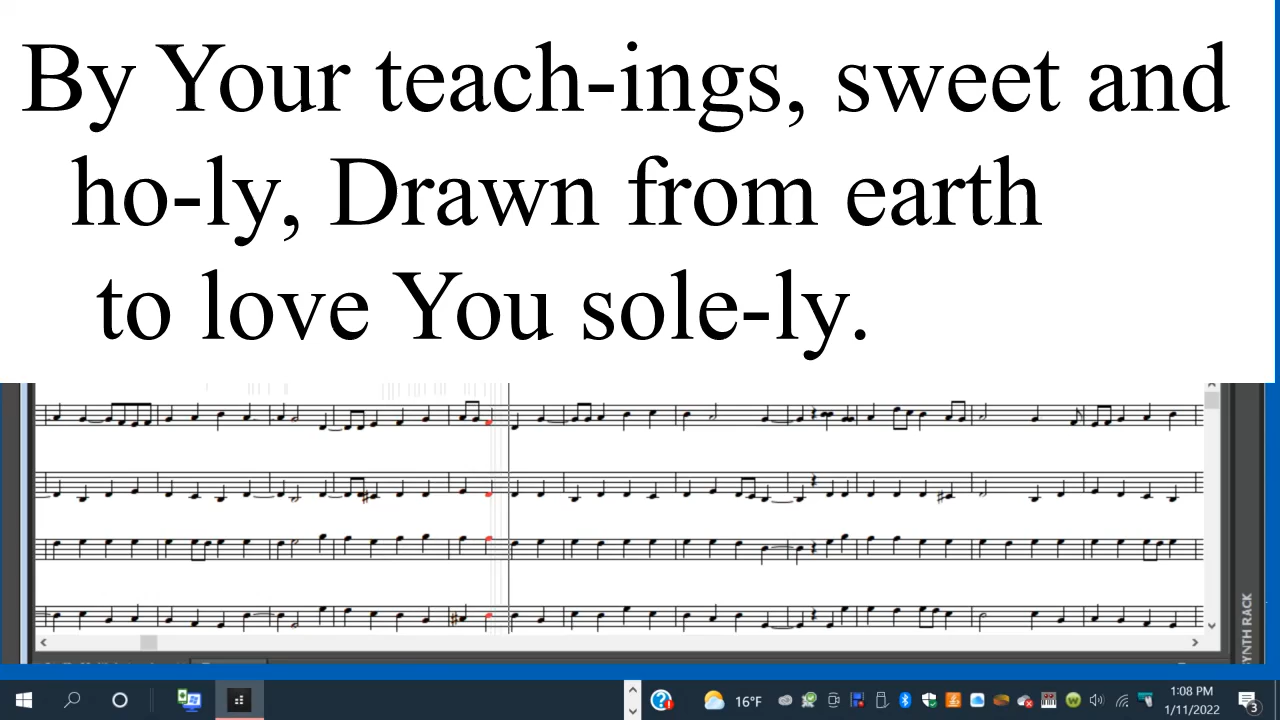 By Your teach-ings, sweet and
ho-ly, Drawn from earth
to love You sole-ly.
SYNTH RACK
16°F
1:08 PM
1/11/2022
3